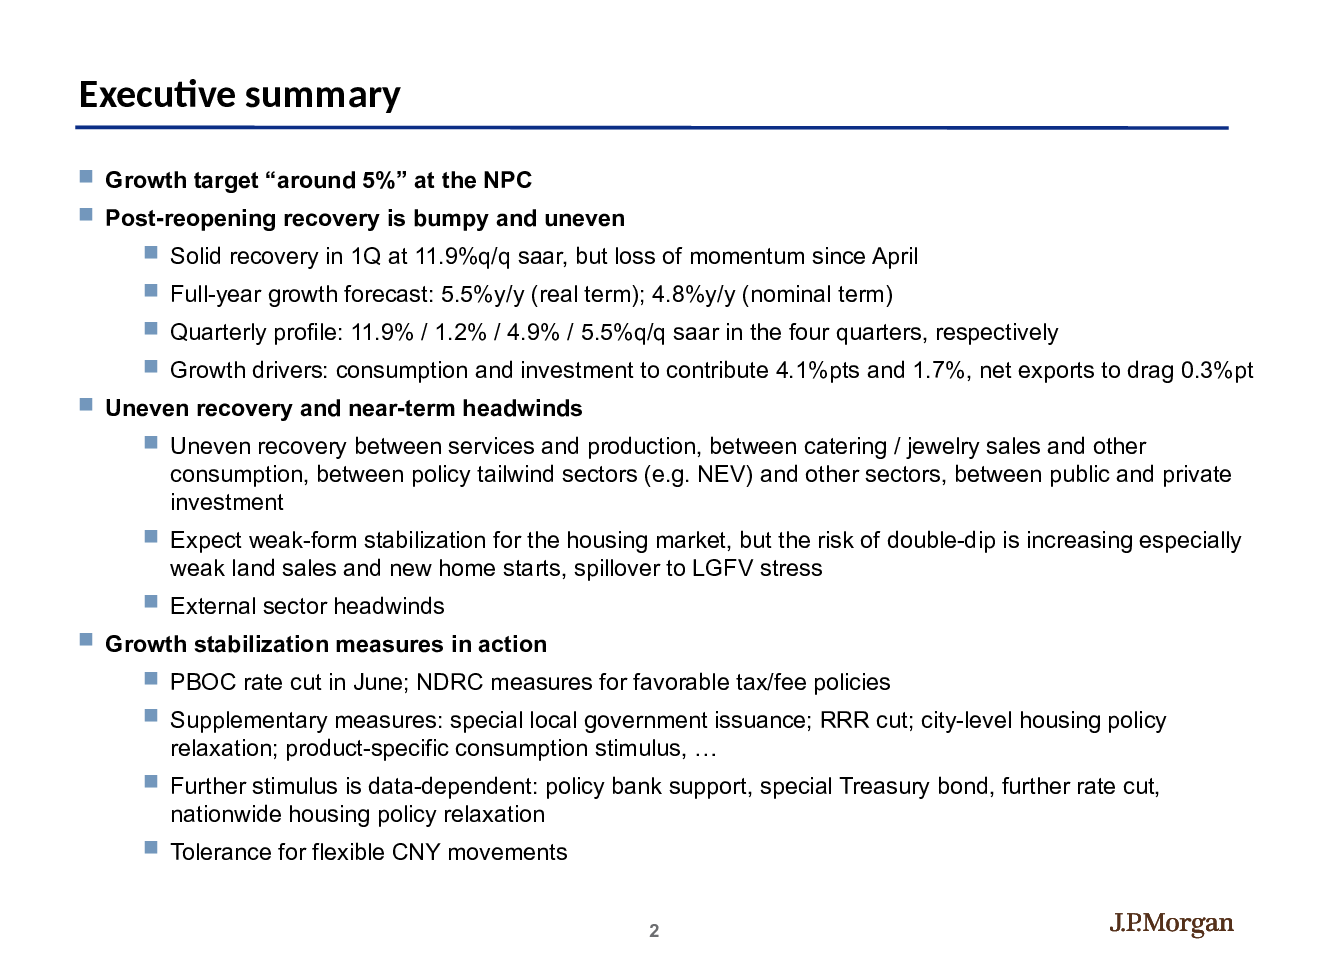 Executive summary
Growth target “around 5%” at the NPC
Post-reopening recovery is bumpy and uneven
Solid recovery in 1Q at 11.9%q/q saar, but loss of momentum since April
Full-year growth forecast: 5.5%y/y (real term); 4.8%y/y (nominal term)
Quarterly profile: 11.9% / 1.2% / 4.9% / 5.5%q/q saar in the four quarters, respectively
Growth drivers: consumption and investment to contribute 4.1%pts and 1.7%, net exports to drag 0.3%pt
Uneven recovery and near-term headwinds
Uneven recovery between services and production, between catering / jewelry sales and other
consumption, between policy tailwind sectors (e.g. NEV) and other sectors, between public and private
investment
Expect weak-form stabilization for the housing market, but the risk of double-dip is increasing especially
weak land sales and new home starts, spillover to LGFV stress
External sector headwinds
Growth stabilization measures in action
PBOC rate cut in June; NDRC measures for favorable tax/fee policies
Supplementary measures: special local government issuance; RRR cut; city-level housing policy
relaxation; product-specific consumption stimulus, …
Further stimulus is data-dependent: policy bank support, special Treasury bond, further rate cut,
nationwide housing policy relaxation
Tolerance for flexible CNY movements
2
J.P.Morgan